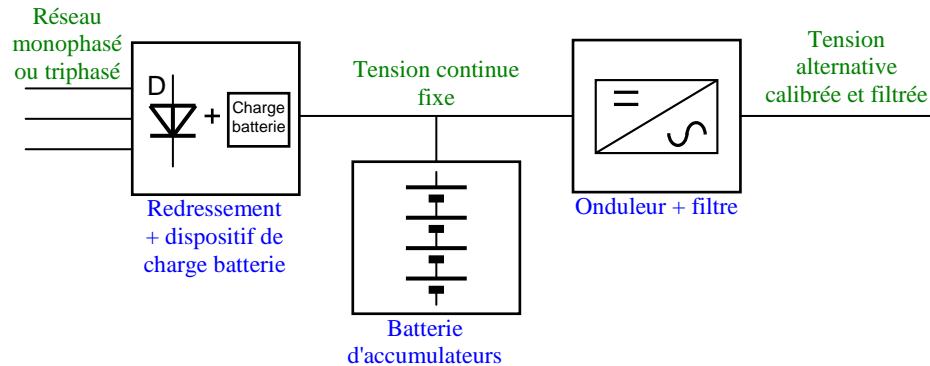 Réseau
monophasé
ou triphasé
D
+
Charge
batterie
Redressement
+ dispositif de
charge batterie
Tension continue
fixe
Batterie
d'accumulateurs
Onduleur + filtre
Tension
alternative
calibrée et filtrée